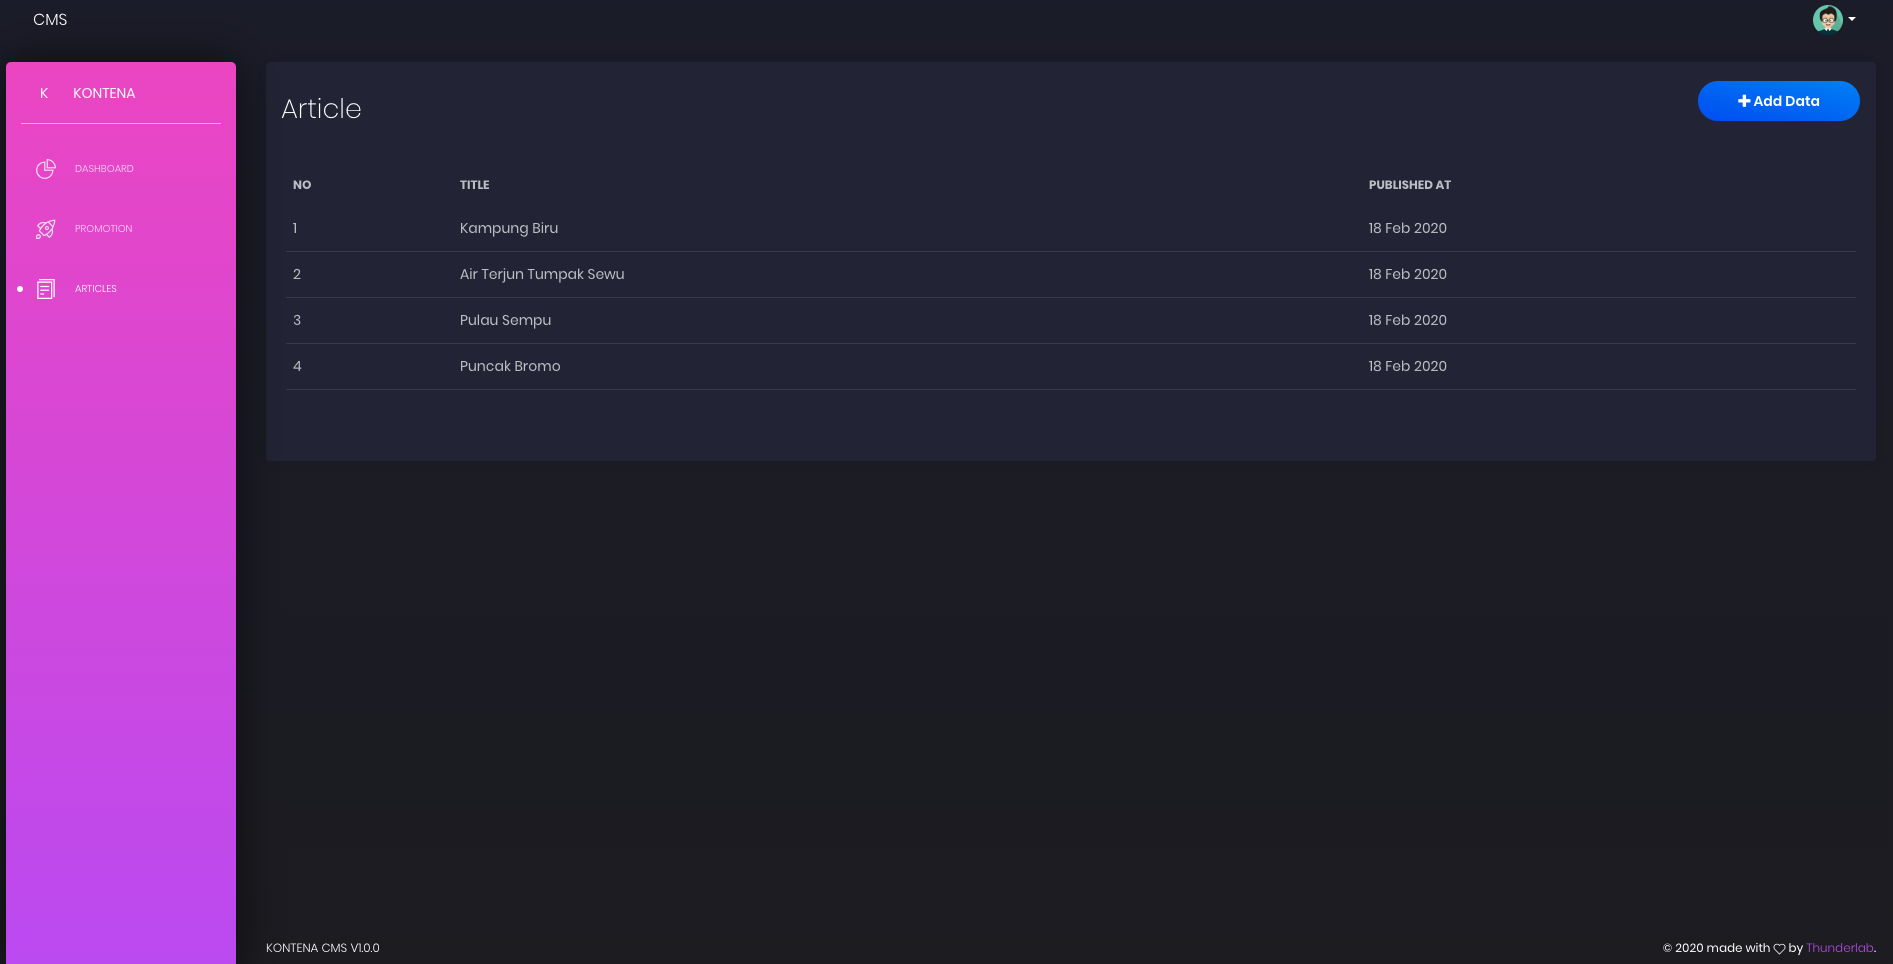 CMS
K KONTENA
DASHBOARD
PROMOTION
ARTICLES
Article
Add Data
NO TITLE PUBLISHED AT
1 Kampung Biru 18 Feb 2020
2 Air Terjun Tumpak Sewu 18 Feb 2020
3 Pulau Sempu 18 Feb 2020
4 Puncak Bromo 18 Feb 2020
KONTENA CMS V1.0.0
© 2020 made with ♡ by Thunderlab.